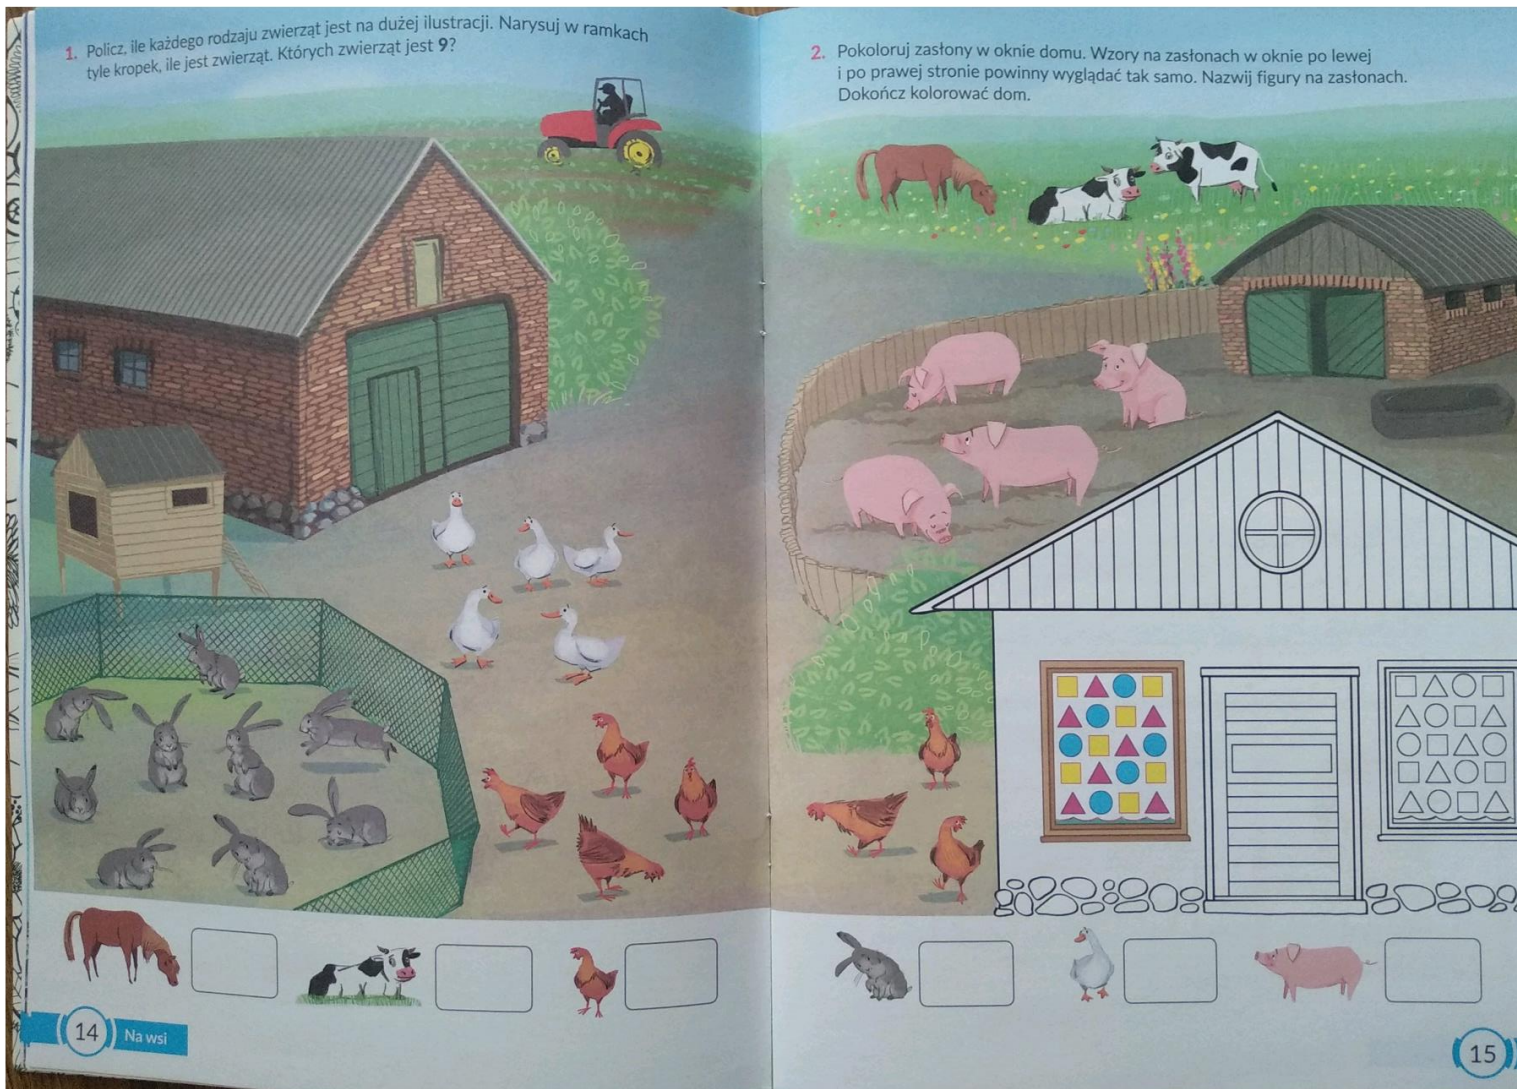 1. Policz, ile każdego rodzaju zwierząt jest na dużej ilustracji. Narysuj w ramkach
tyle kropek, ile jest zwierząt. Których zwierząt jest 9?
2. Pokoloruj zasłony w oknie domu. Wzory na zasłonach w oknie po lewej
i po prawej stronie powinny wyglądać tak samo. Nazwij figury na zasłonach.
Dokończ kolorować dom.
14 Na wsi
15